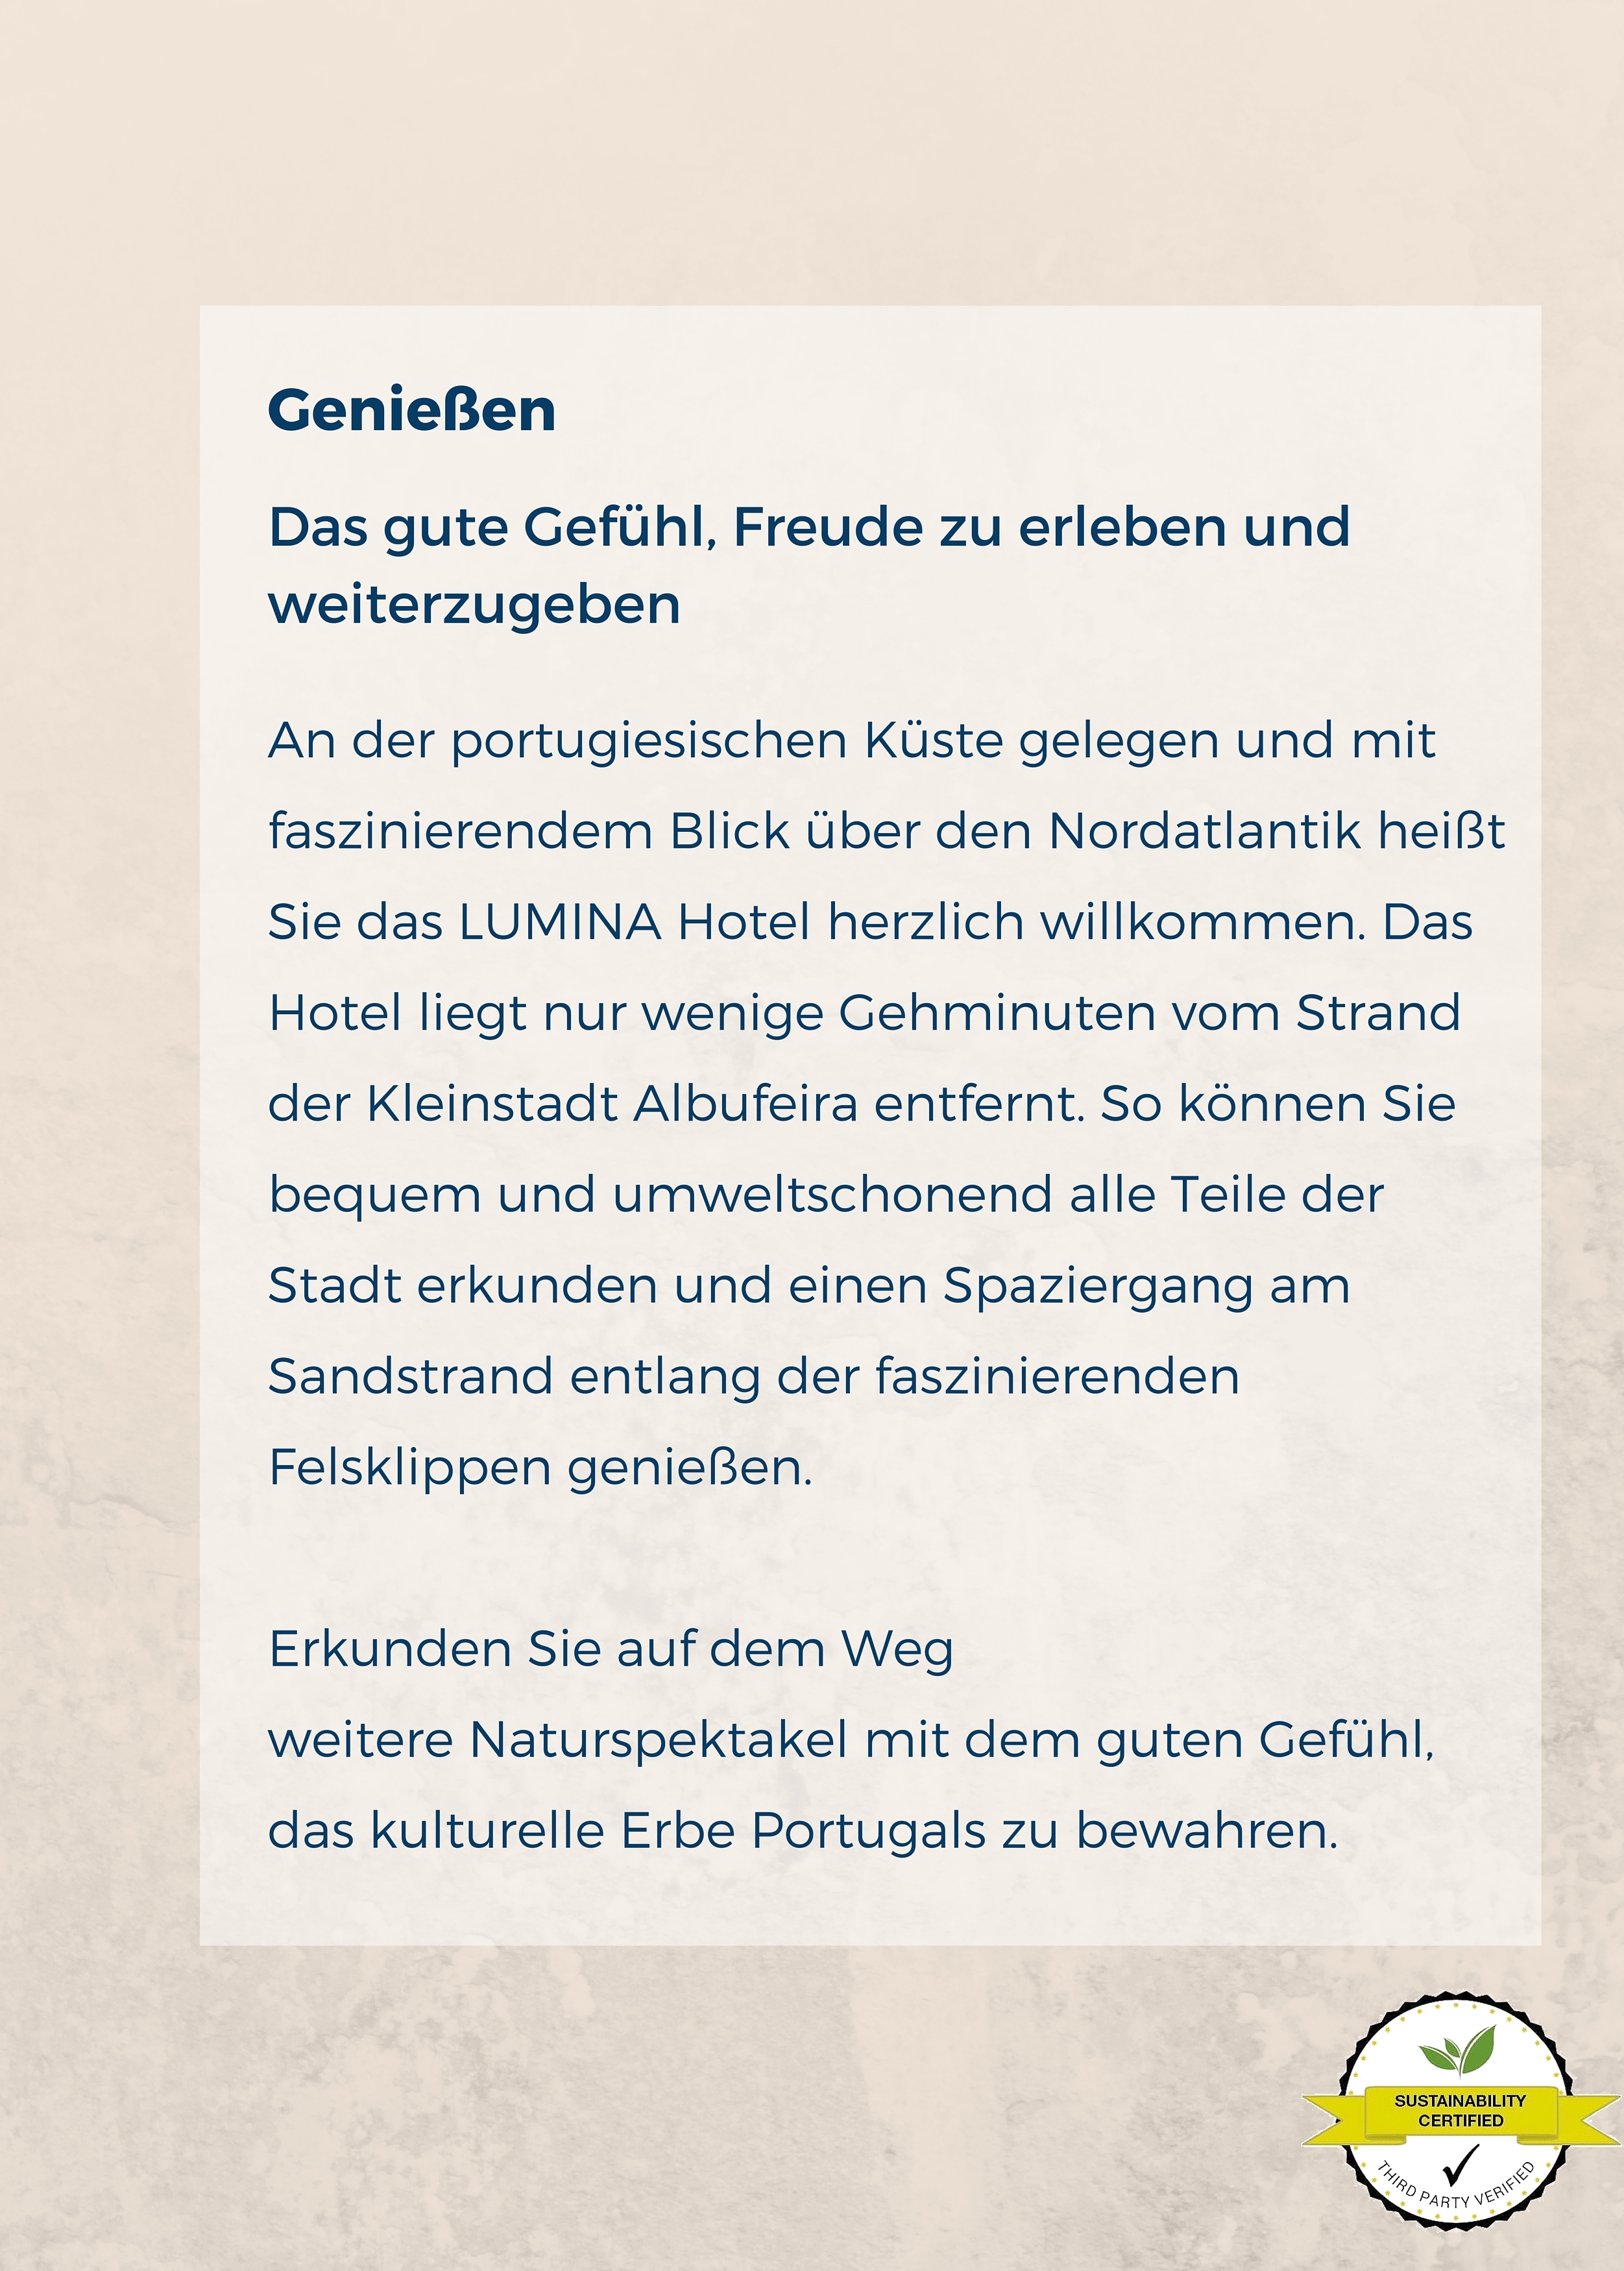 Genießen
Das gute Gefühl, Freude zu erleben und
weiterzugeben
An der portugiesischen Küste gelegen und mit
faszinierendem Blick über den Nordatlantik heißt
Sie das LUMINA Hotel herzlich willkommen. Das
Hotel liegt nur wenige Gehminuten vom Strand
der Kleinstadt Albufeira entfernt. So können Sie
bequem und umweltschonend alle Teile der
Stadt erkunden und einen Spaziergang am
Sandstrand entlang der faszinierenden
Felsklippen genießen.
Erkunden Sie auf dem Weg
weitere Naturspektakel mit dem guten Gefühl,
das kulturelle Erbe Portugals zu bewahren.
SUSTAINABILITY
CERTIFIED
THIRD PARTY VERIFIED